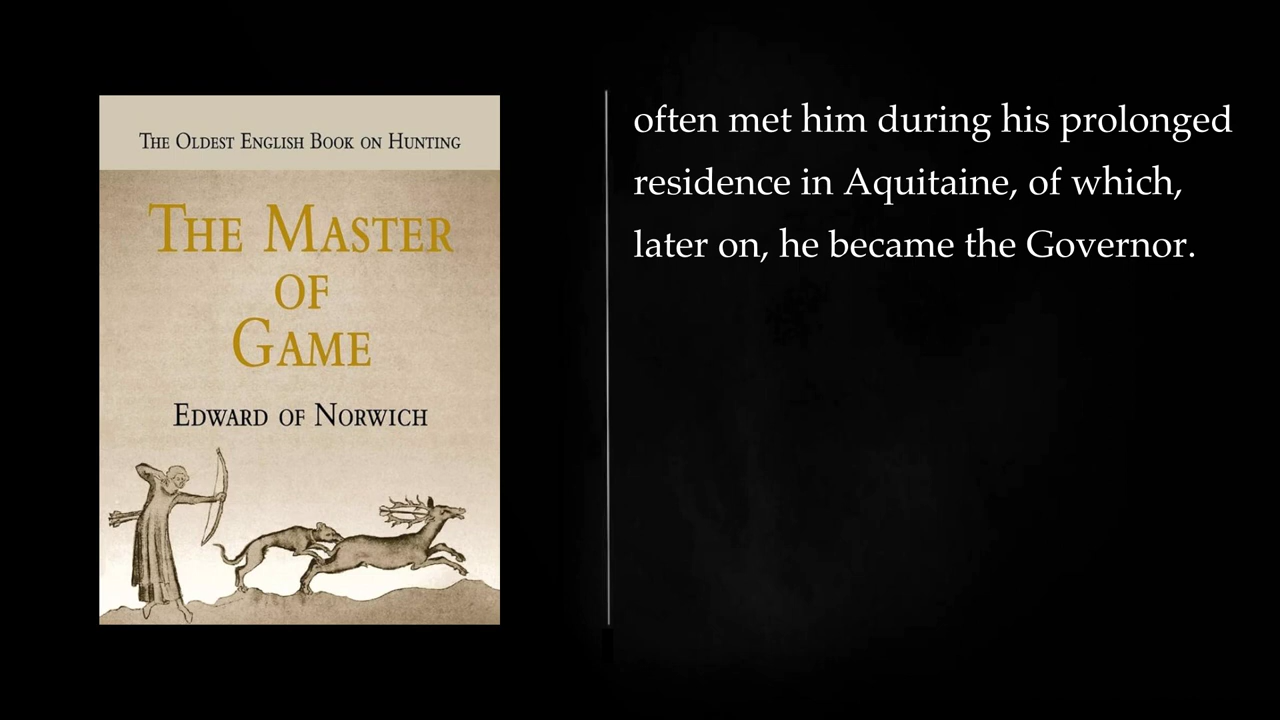 THE OLDEST ENGLISH BOOK ON HUNTING
THE MASTER
OF
GAME
EDWARD OF NORWICH
often met him during his prolonged
residence in Aquitaine, of which,
later on, he became the Governor.